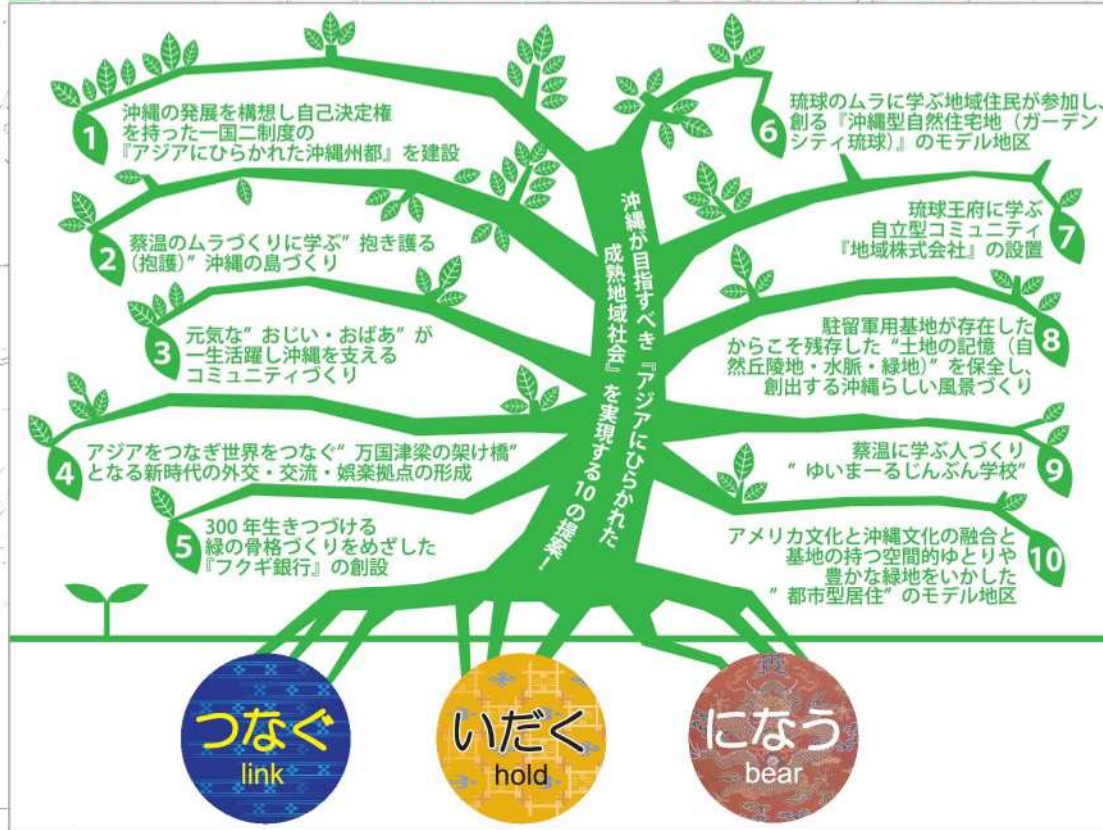 沖縄が目指すべき『アジアにひらかれた
成熟地域社会』を実現する10の提案！
1
沖縄の発展を構想し自己決定権
を持った一国二制度の
『アジアにひらかれた沖縄州都』を建設
2
蔡温のムラづくりに学ぶ”抱き護る
(抱護)”沖縄の島づくり
3
元気な”おじい・おばあ”が
一生活躍し沖縄を支える
コミュニティづくり
4
アジアをつなぎ世界をつなぐ”万国津梁の架け橋”
となる新時代の外交・交流・娯楽拠点の形成
5
300年生きつづける
緑の骨格づくりをめざした
『フクギ銀行』の創設
6
琉球のムラに学ぶ地域住民が参加し、
創る『沖縄型自然住宅地（ガーデン
シティ琉球）』のモデル地区
7
琉球王府に学ぶ
自立型コミュニティ
『地域株式会社』の設置
8
駐留軍用基地が存在した
からこそ残存した“土地の記憶（自
然丘陵地・水脈・緑地）”を保全し、
創出する沖縄らしい風景づくり
9
蔡温に学ぶ人づくり
”ゆいまーるじんぶん学校”
10
アメリカ文化と沖縄文化の融合と
基地の持つ空間的ゆとりや
豊かな緑地をいかした
”都市型居住”のモデル地区
つなぐ
link
いだく
hold
になう
bear